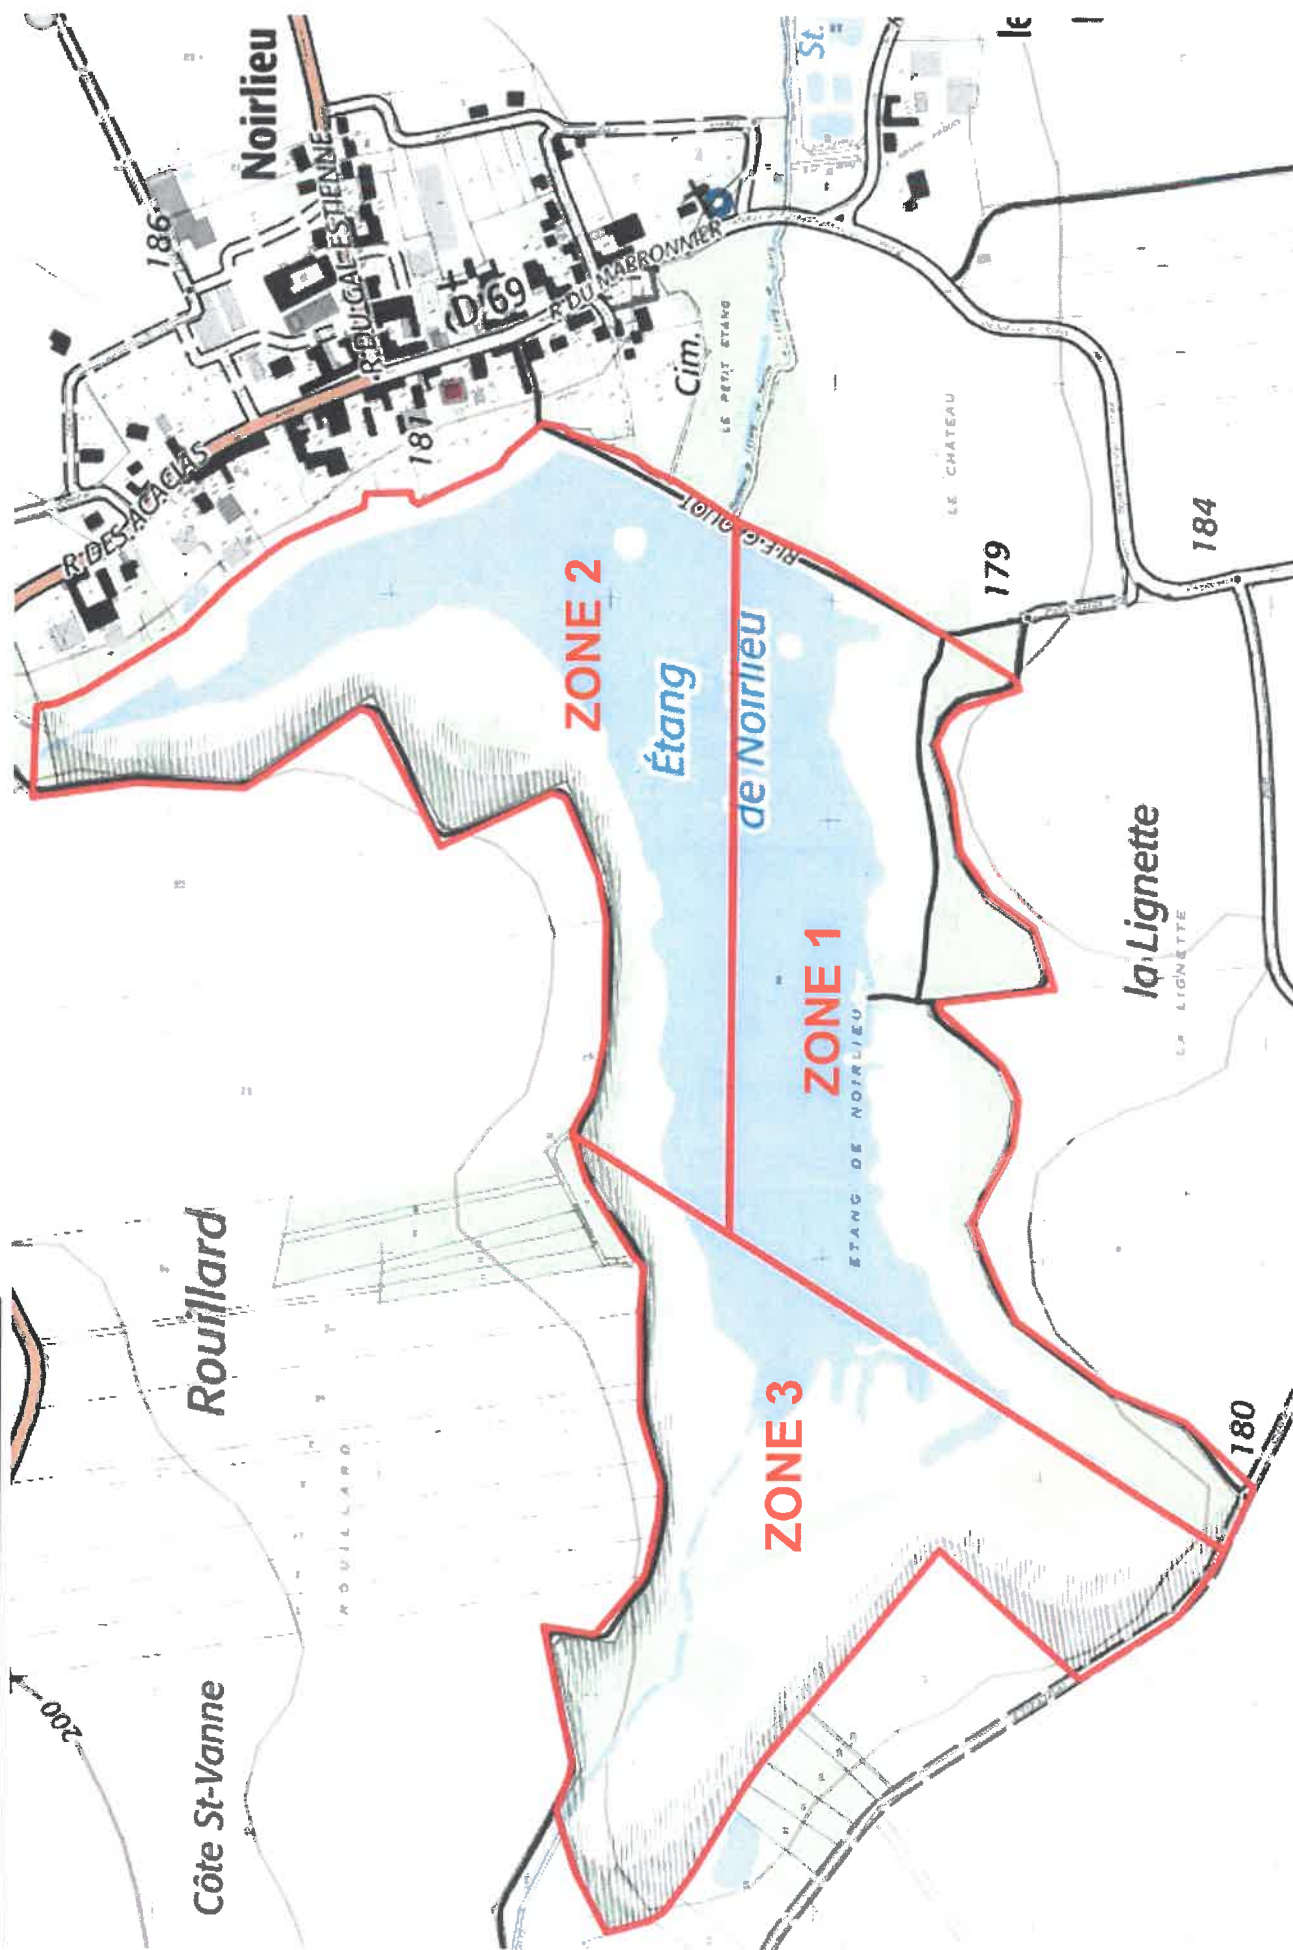 Noirlieu
186
R. DU GAL ESTIENNE
D 69
R. DU MABRONNIER
R. DES ACACIAS
187
Cim.
LE PETIT ETANG
St.
le
LE CHATEAU
179
184
ZONE 2
Étang
de Noirlieu
ZONE 1
ETANG DE NOIRLIEU
la Lignette
LA LIGNETTE
Rouillard
ROUILLARD
ZONE 3
180
Côte St-Vanne
200